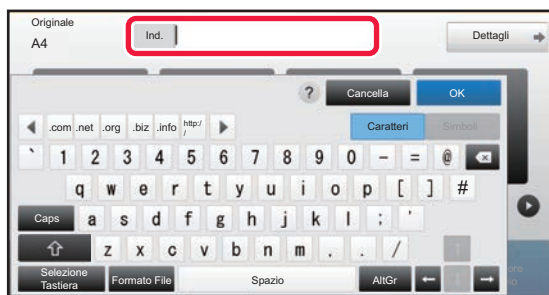 Originale
A4
Ind.
Dettagli
?
Cancella
OK
.com .net .org .biz .info http:/
/
Caratteri
Simboli
` 1 2 3 4 5 6 7 8 9 0 - = @
q w e r t y u i o p [ ] #
Caps a s d f g h j k l ; '
z x c v b n m , . /
Selezione
Tastiera
Formato File
Spazio
AltGr